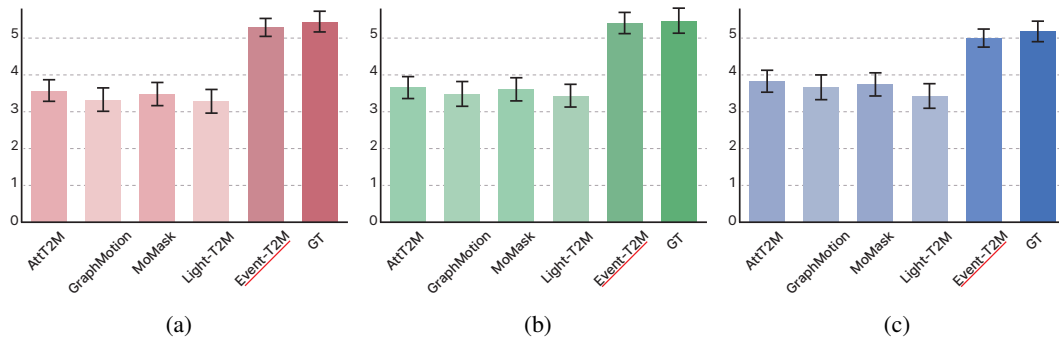 5
4
3
2
1
0
AttT2M
GraphMotion
MoMask
Light-T2M
Event-T2M
GT
(a)
5
4
3
2
1
0
AttT2M
GraphMotion
MoMask
Light-T2M
Event-T2M
GT
(b)
5
4
3
2
1
0
AttT2M
GraphMotion
MoMask
Light-T2M
Event-T2M
GT
(c)